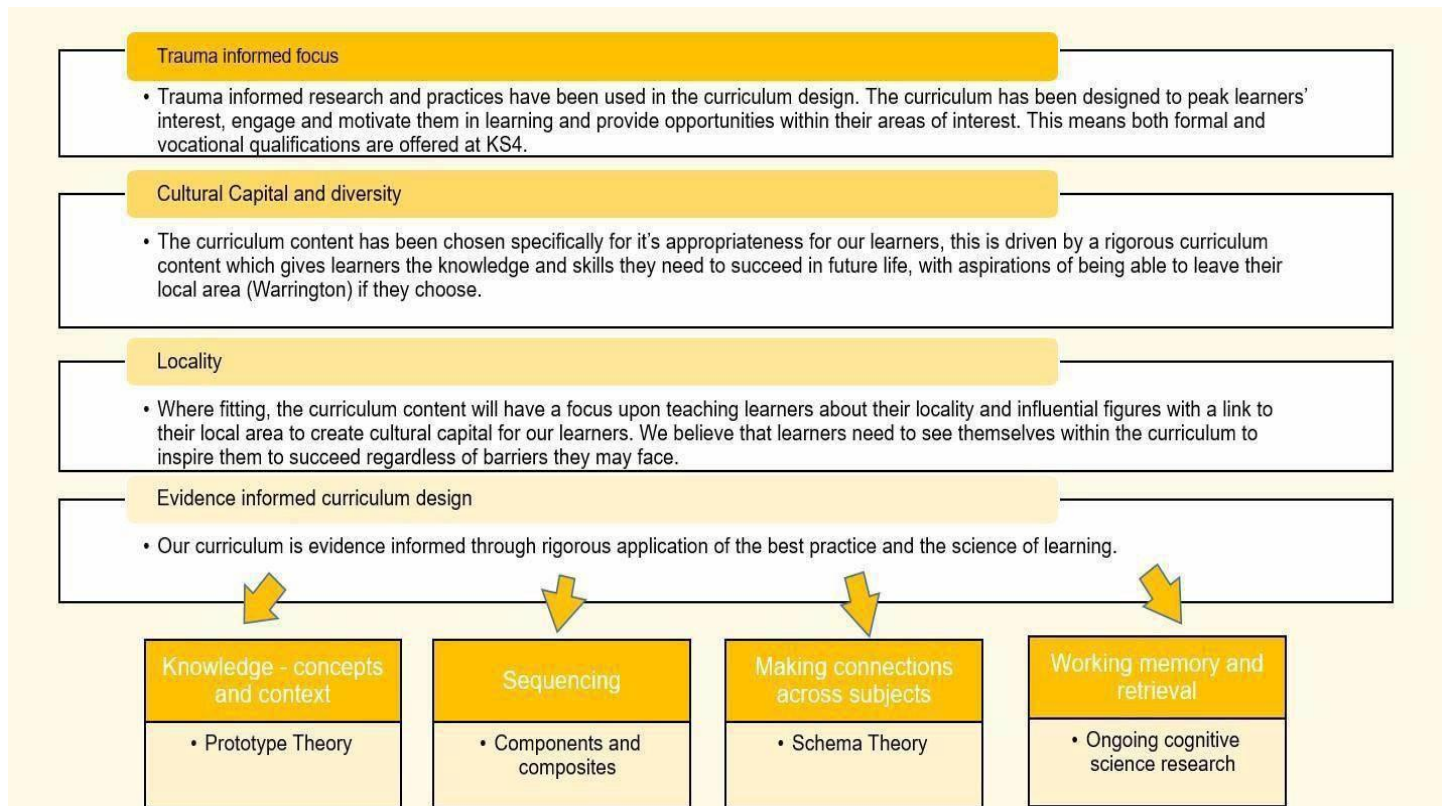 Trauma informed focus
• Trauma informed research and practices have been used in the curriculum design. The curriculum has been designed to peak learners’
interest, engage and motivate them in learning and provide opportunities within their areas of interest. This means both formal and
vocational qualifications are offered at KS4.
Cultural Capital and diversity
• The curriculum content has been chosen specifically for it’s appropriateness for our learners, this is driven by a rigorous curriculum
content which gives learners the knowledge and skills they need to succeed in future life, with aspirations of being able to leave their
local area (Warrington) if they choose.
Locality
• Where fitting, the curriculum content will have a focus upon teaching learners about their locality and influential figures with a link to
their local area to create cultural capital for our learners. We believe that learners need to see themselves within the curriculum to
inspire them to succeed regardless of barriers they may face.
Evidence informed curriculum design
• Our curriculum is evidence informed through rigorous application of the best practice and the science of learning.
Knowledge - concepts
and context
• Prototype Theory
Sequencing
• Components and
composites
Making connections
across subjects
• Schema Theory
Working memory and
retrieval
• Ongoing cognitive
science research